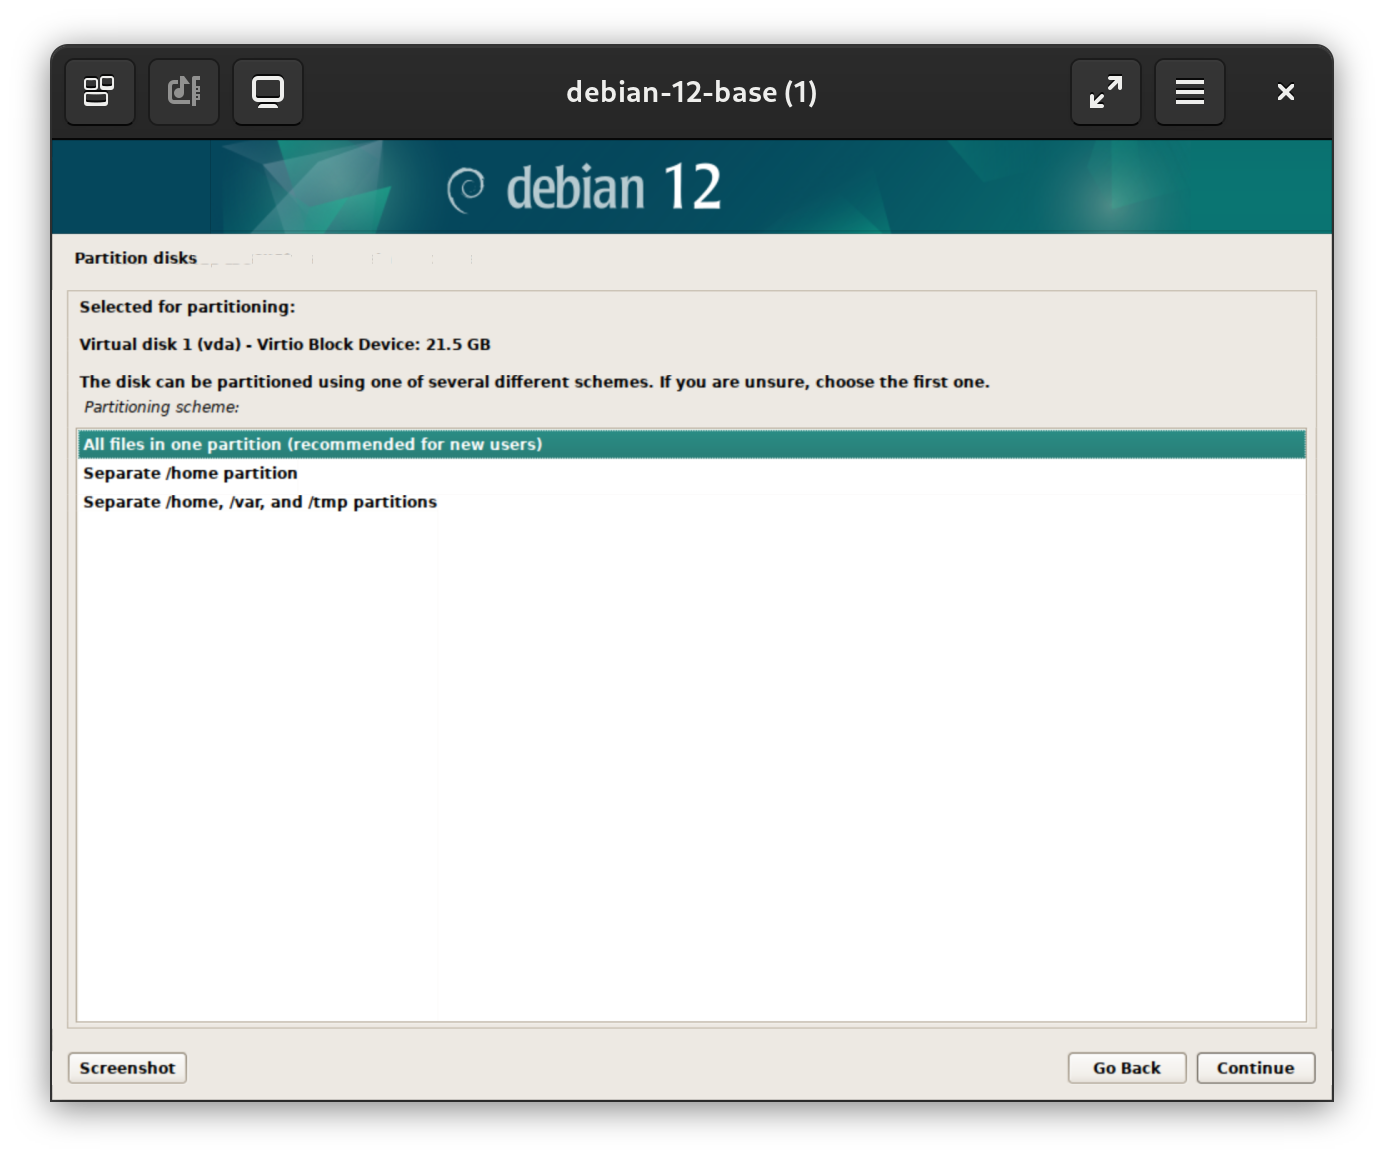 debian-12-base (1)
debian 12
Partition disks
Selected for partitioning:
Virtual disk 1 (vda) - Virtio Block Device: 21.5 GB
The disk can be partitioned using one of several different schemes. If you are unsure, choose the first one.
Partitioning scheme:
All files in one partition (recommended for new users)
Separate /home partition
Separate /home, /var, and /tmp partitions
Screenshot
Go Back
Continue